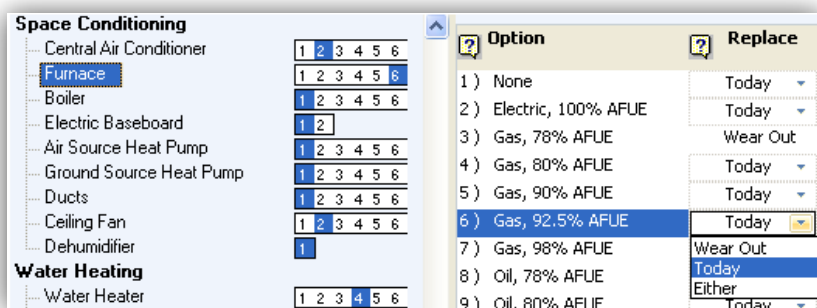 Space Conditioning
Central Air Conditioner 1 2 3 4 5 6
Furnace 1 2 3 4 5 6
Boiler 1 2 3 4 5 6
Electric Baseboard 1 2
Air Source Heat Pump 1 2 3 4 5 6
Ground Source Heat Pump 1 2 3 4 5 6
Ducts 1 2 3 4 5 6
Ceiling Fan 1 2 3 4 5 6
Dehumidifier 1
Water Heating
Water Heater 1 2 3 4 5 6
? Option ? Replace
1 ) None Today
2 ) Electric, 100% AFUE Today
3 ) Gas, 78% AFUE Wear Out
4 ) Gas, 80% AFUE Today
5 ) Gas, 90% AFUE Today
6 ) Gas, 92.5% AFUE Today
7 ) Gas, 98% AFUE Wear Out
8 ) Oil, 78% AFUE Today
9 ) Oil, 80% AFUE Either
Today